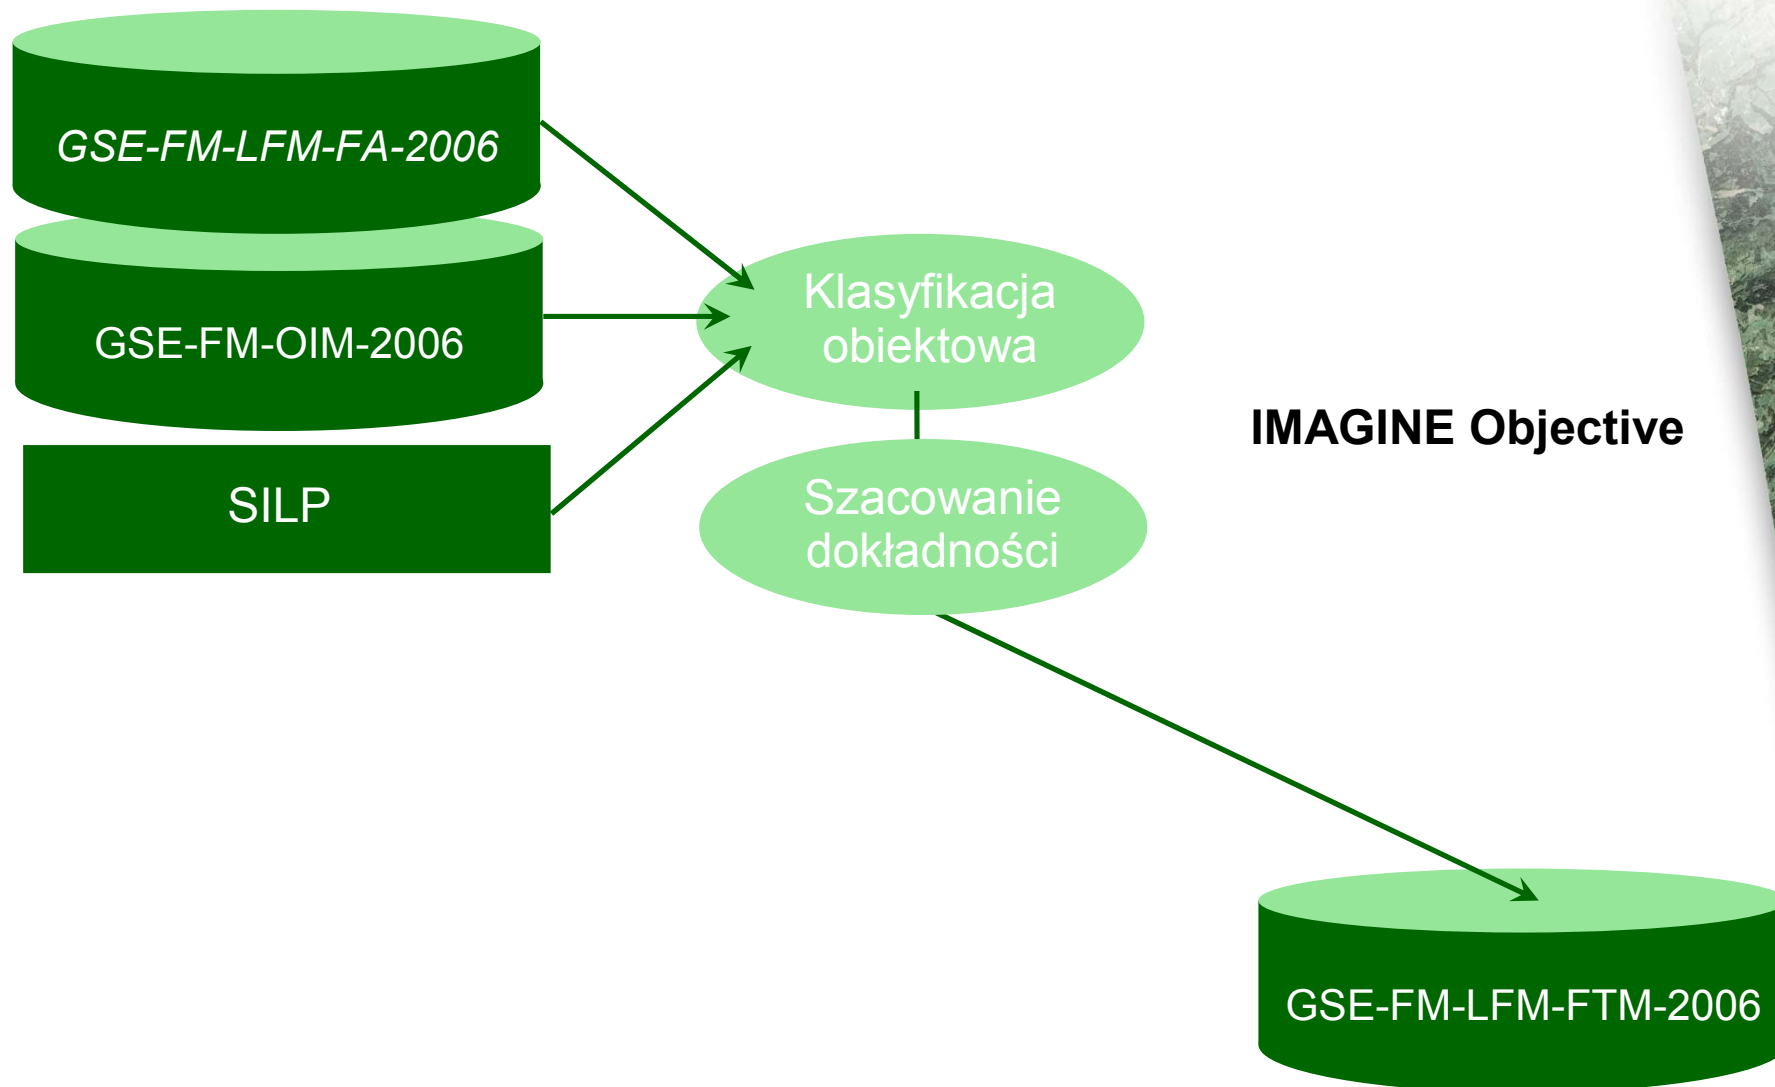 GSE-FM-LFM-FA-2006
GSE-FM-OIM-2006
SILP
Klasyfikacja
obiektowa
Szacowanie
dokładności
IMAGINE Objective
GSE-FM-LFM-FTM-2006